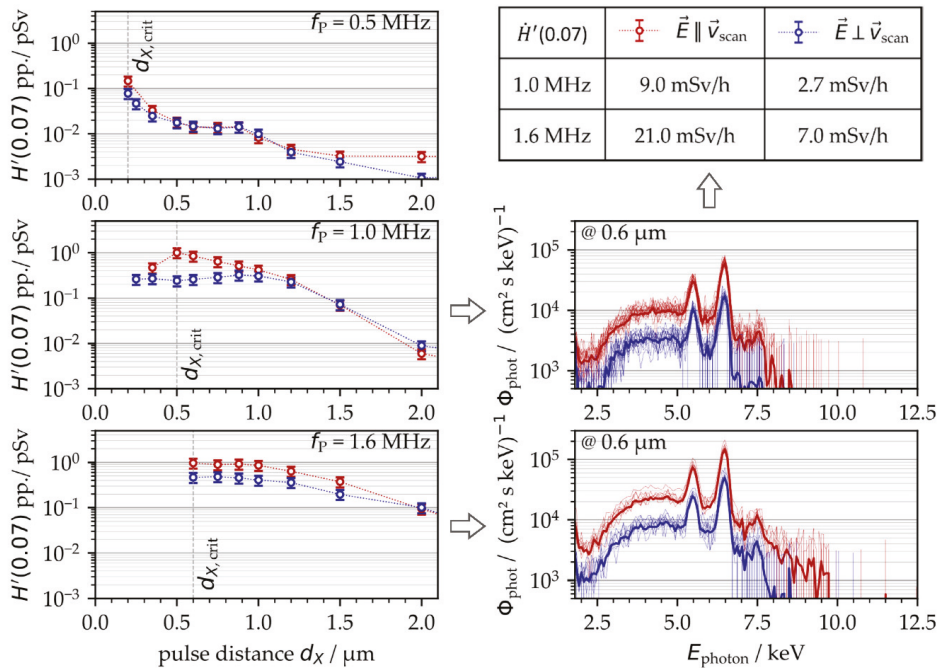 f_P = 0.5 MHz
H′(0.07) pp./ pSv
10^0
10^−1
10^−2
10^−3
d_X, crit
0.0 0.5 1.0 1.5 2.0
f_P = 1.0 MHz
H′(0.07) pp./ pSv
10^0
10^−1
10^−2
10^−3
d_X, crit
0.0 0.5 1.0 1.5 2.0
f_P = 1.6 MHz
H′(0.07) pp./ pSv
10^0
10^−1
10^−2
10^−3
d_X, crit
0.0 0.5 1.0 1.5 2.0
pulse distance d_X / µm
Ḣ′(0.07) E⃗ ∥ v⃗_scan E⃗ ⊥ v⃗_scan
1.0 MHz 9.0 mSv/h 2.7 mSv/h
1.6 MHz 21.0 mSv/h 7.0 mSv/h
@ 0.6 µm
Φ_phot / (cm² s keV)^−1
10^5
10^4
10^3
2.5 5.0 7.5 10.0 12.5
@ 0.6 µm
Φ_phot / (cm² s keV)^−1
10^5
10^4
10^3
2.5 5.0 7.5 10.0 12.5
E_photon / keV